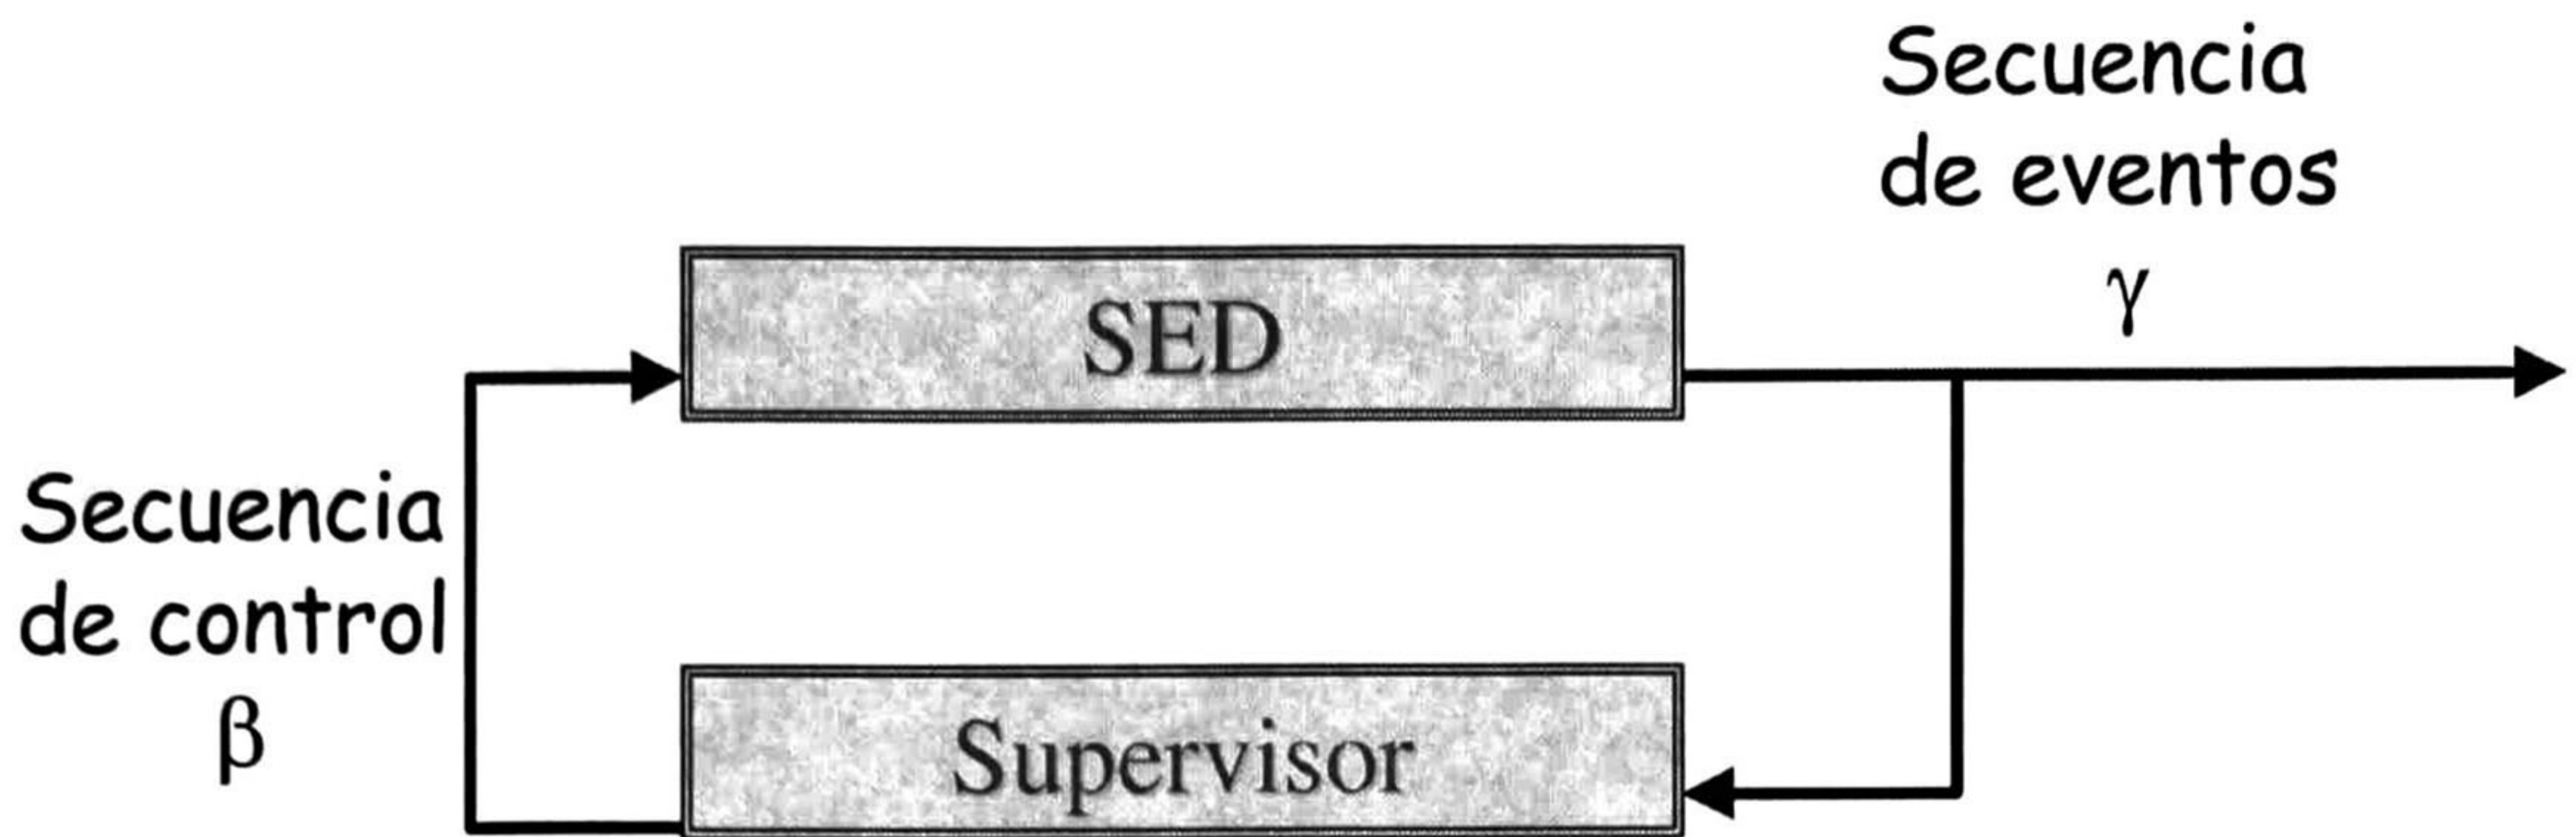 Secuencia
de eventos
γ
SED
Secuencia
de control
β
Supervisor